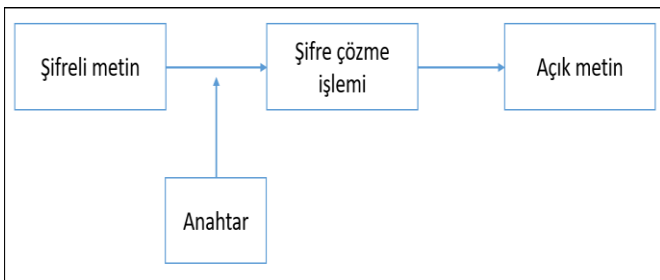 Şifreli metin
Şifre çözme
işlemi
Açık metin
Anahtar